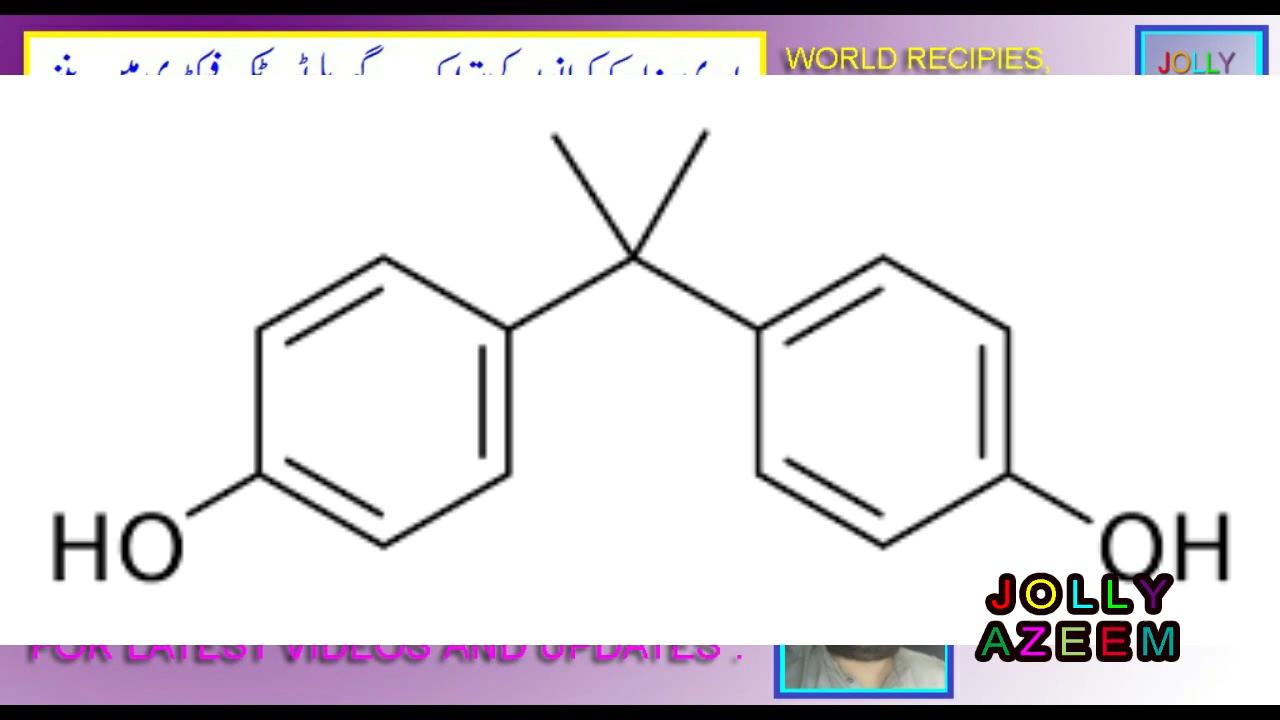 WORLD RECIPIES,
JOLLY
HO
OH
JOLLY
AZEEM
FOR LATEST VIDEOS AND UPDATES .